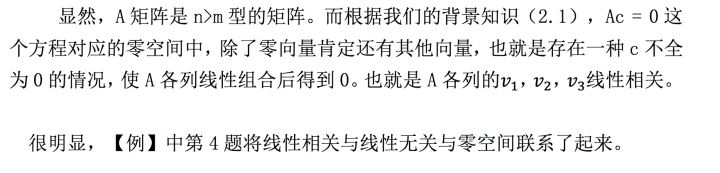 显然，A 矩阵是 n>m 型的矩阵。而根据我们的背景知识（2.1），Ac = 0 这
个方程对应的零空间中，除了零向量肯定还有其他向量，也就是存在一种 c 不全
为 0 的情况，使 A 各列线性组合后得到 0。也就是 A 各列的v₁，v₂，v₃线性相关。
很明显，【例】中第 4 题将线性相关与线性无关与零空间联系了起来。